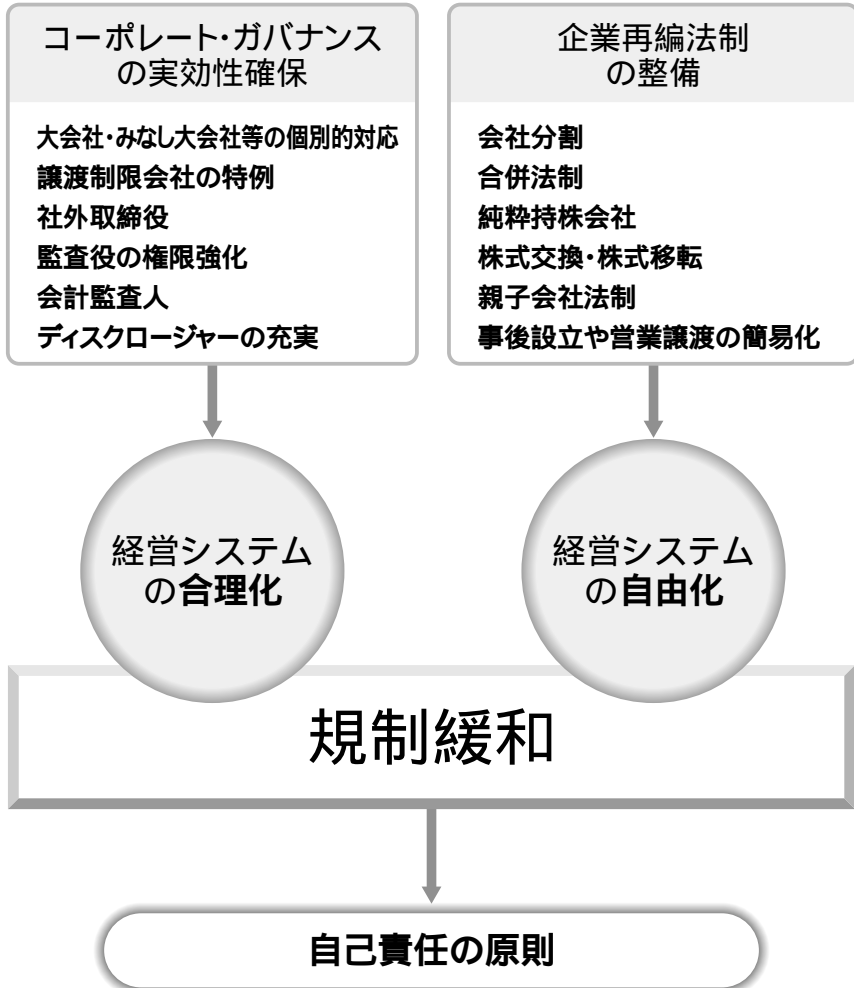 コーポレート・ガバナンス
の実効性確保
大会社・みなし大会社等の個別的対応
譲渡制限会社の特例
社外取締役
監査役の権限強化
会計監査人
ディスクロージャーの充実
企業再編法制
の整備
会社分割
合併法制
純粋持株会社
株式交換・株式移転
親子会社法制
事後設立や営業譲渡の簡易化
経営システム
の合理化
経営システム
の自由化
規制緩和
自己責任の原則